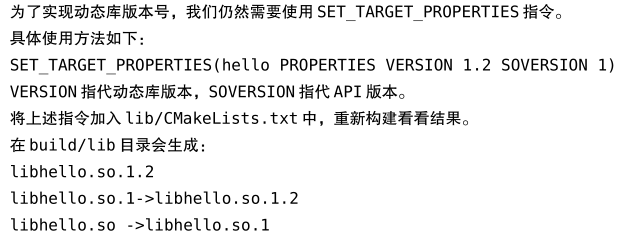 为了实现动态库版本号，我们仍然需要使用 SET_TARGET_PROPERTIES 指令。
具体使用方法如下：
SET_TARGET_PROPERTIES(hello PROPERTIES VERSION 1.2 SOVERSION 1)
VERSION 指代动态库版本，SOVERSION 指代 API 版本。
将上述指令加入 lib/CMakeLists.txt 中，重新构建看看结果。
在 build/lib 目录会生成：
libhello.so.1.2
libhello.so.1->libhello.so.1.2
libhello.so ->libhello.so.1